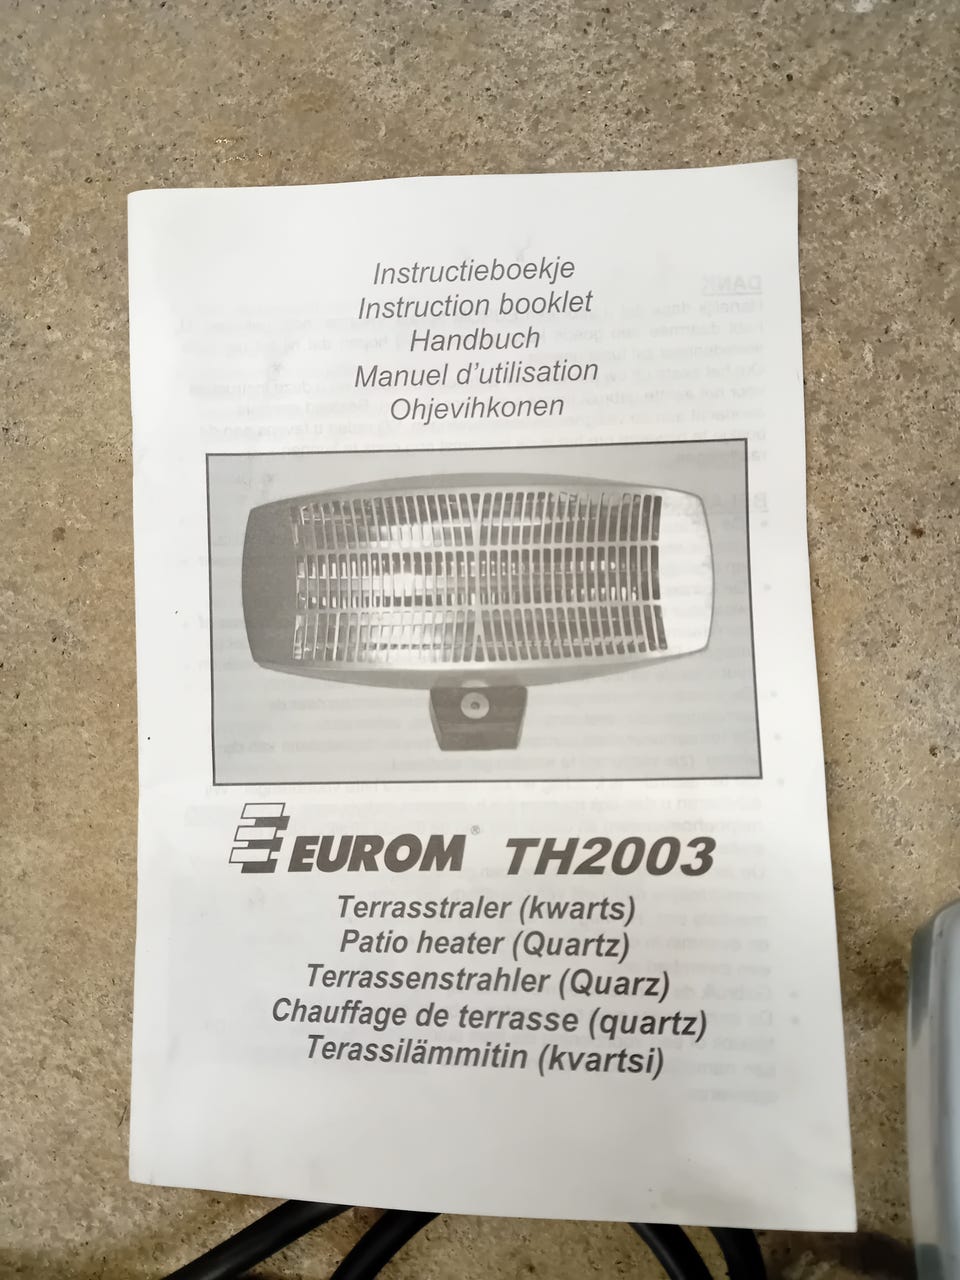 Instructieboekje
Instruction booklet
Handbuch
Manuel d'utilisation
Ohjevihkonen
EUROM® TH2003
Terrasstraler (kwarts)
Patio heater (Quartz)
Terrassenstrahler (Quarz)
Chauffage de terrasse (quartz)
Terassilämmitin (kvartsi)
DANK